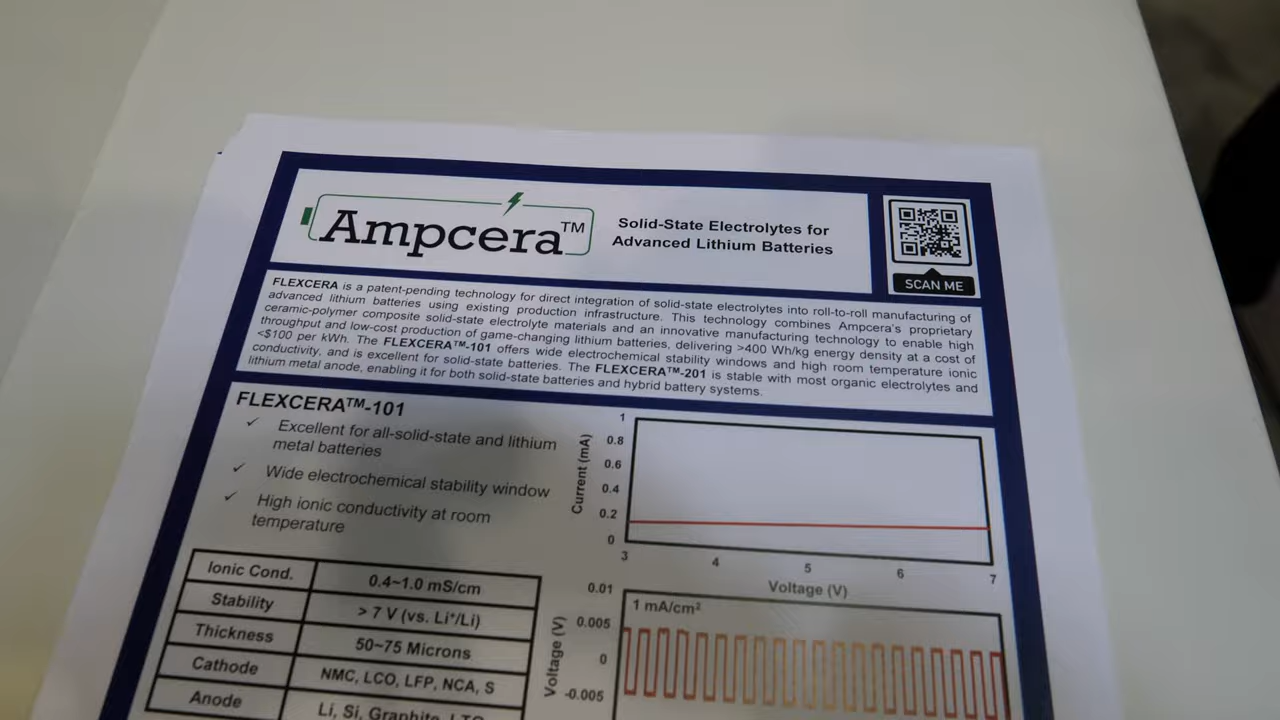 Ampcera™
Solid-State Electrolytes for
Advanced Lithium Batteries
SCAN ME
FLEXCERA is a patent-pending technology for direct integration of solid-state electrolytes into roll-to-roll manufacturing of
advanced lithium batteries using existing production infrastructure. This technology combines Ampcera's proprietary
ceramic-polymer composite solid-state electrolyte materials and an innovative manufacturing technology to enable high
throughput and low-cost production of game-changing lithium batteries, delivering >400 Wh/kg energy density at a cost of
<$100 per kWh. The FLEXCERA™-101 offers wide electrochemical stability windows and high room temperature ionic
conductivity, and is excellent for solid-state batteries. The FLEXCERA™-201 is stable with most organic electrolytes and
lithium metal anode, enabling it for both solid-state batteries and hybrid battery systems.
FLEXCERA™-101
✓ Excellent for all-solid-state and lithium
metal batteries
✓ Wide electrochemical stability window
✓ High ionic conductivity at room
temperature
Ionic Cond. 0.4~1.0 mS/cm
Stability > 7 V (vs. Li⁺/Li)
Thickness 50~75 Microns
Cathode NMC, LCO, LFP, NCA, S
Anode Li, Si, Graphite, LTO
Current (mA)
1
0.8
0.6
0.4
0.2
0
3 4 5 6 7
Voltage (V)
1 mA/cm²
Voltage (V)
0.01
0.005
0
-0.005